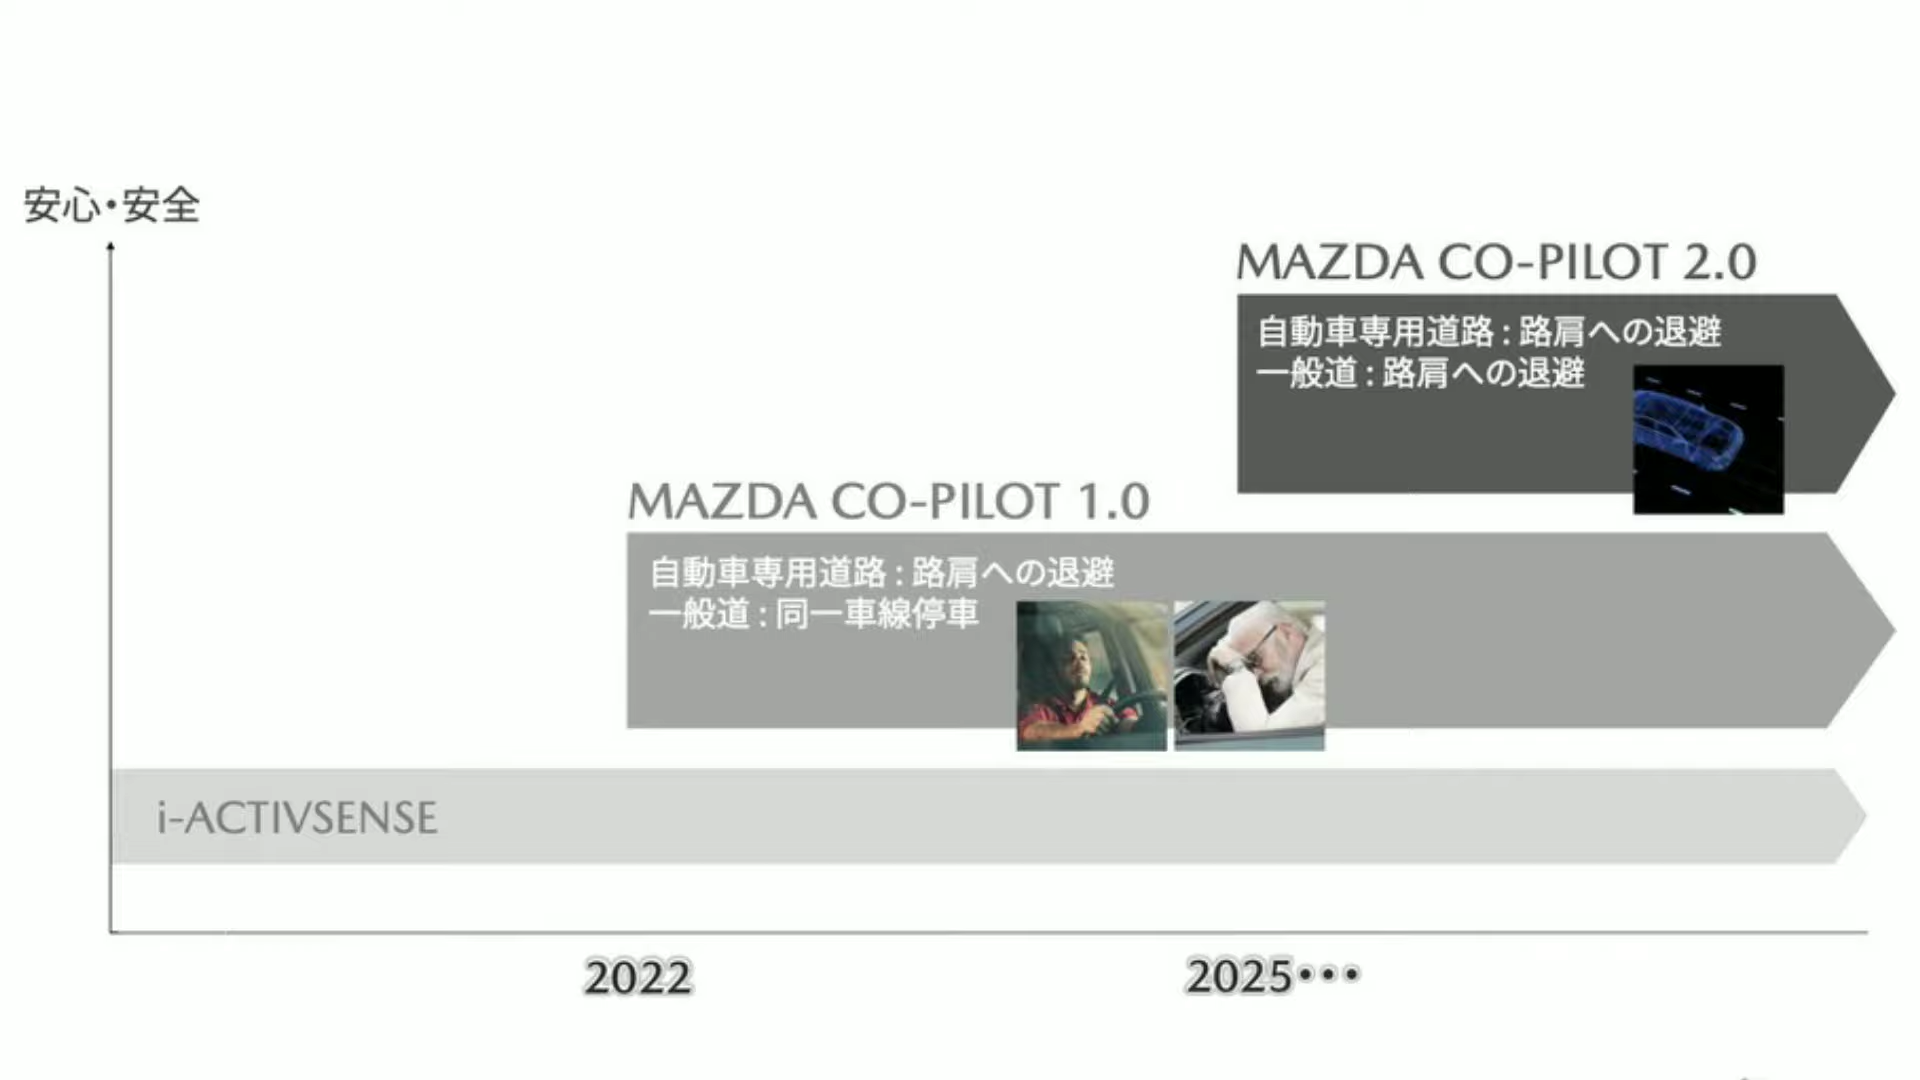 安心・安全
MAZDA CO-PILOT 2.0
自動車専用道路：路肩への退避
一般道：路肩への退避
MAZDA CO-PILOT 1.0
自動車専用道路：路肩への退避
一般道：同一車線停車
i-ACTIVSENSE
2022
2025・・・